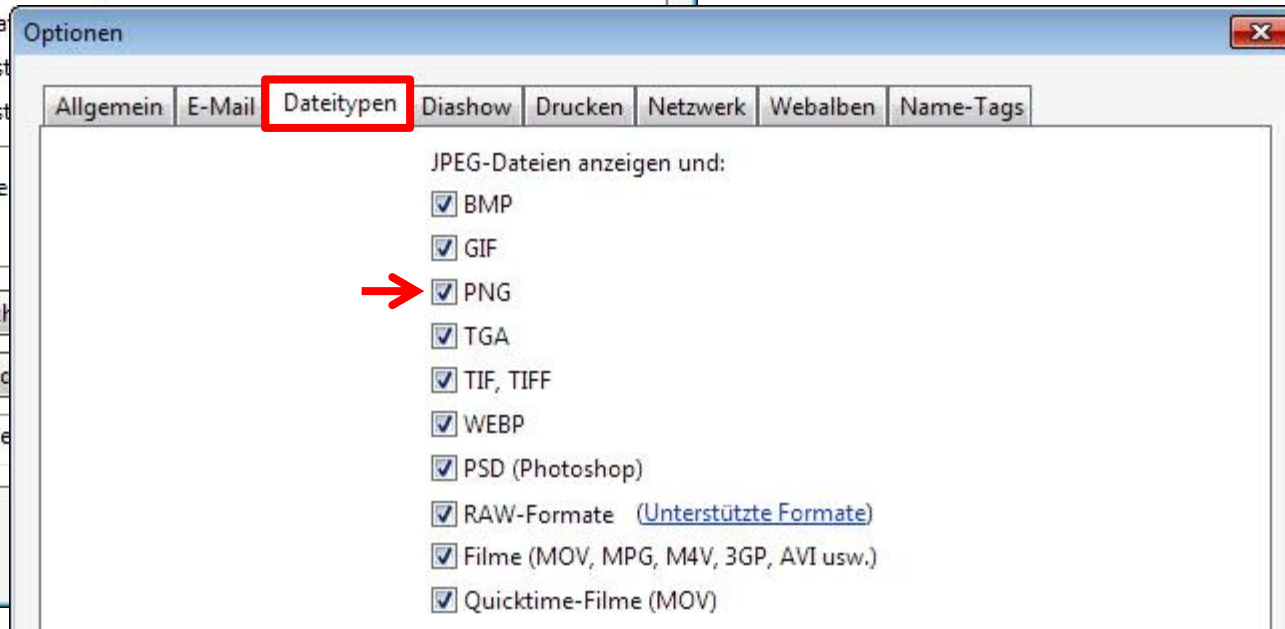 Optionen
Allgemein E-Mail Dateitypen Diashow Drucken Netzwerk Webalben Name-Tags
JPEG-Dateien anzeigen und:
BMP
GIF
PNG
TGA
TIF, TIFF
WEBP
PSD (Photoshop)
RAW-Formate (Unterstützte Formate)
Filme (MOV, MPG, M4V, 3GP, AVI usw.)
Quicktime-Filme (MOV)